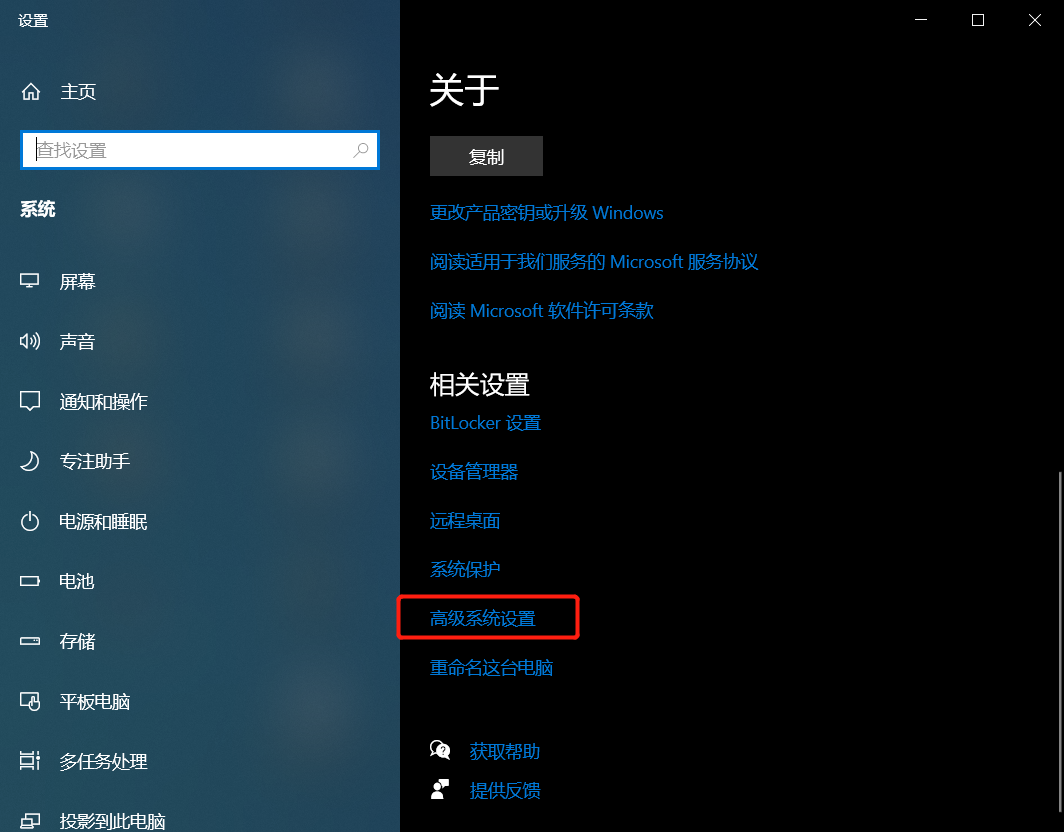 设置
主页
查找设置
系统
屏幕
声音
通知和操作
专注助手
电源和睡眠
电池
存储
平板电脑
多任务处理
投影到此电脑
关于
复制
更改产品密钥或升级 Windows
阅读适用于我们服务的 Microsoft 服务协议
阅读 Microsoft 软件许可条款
相关设置
BitLocker 设置
设备管理器
远程桌面
系统保护
高级系统设置
重命名这台电脑
获取帮助
提供反馈